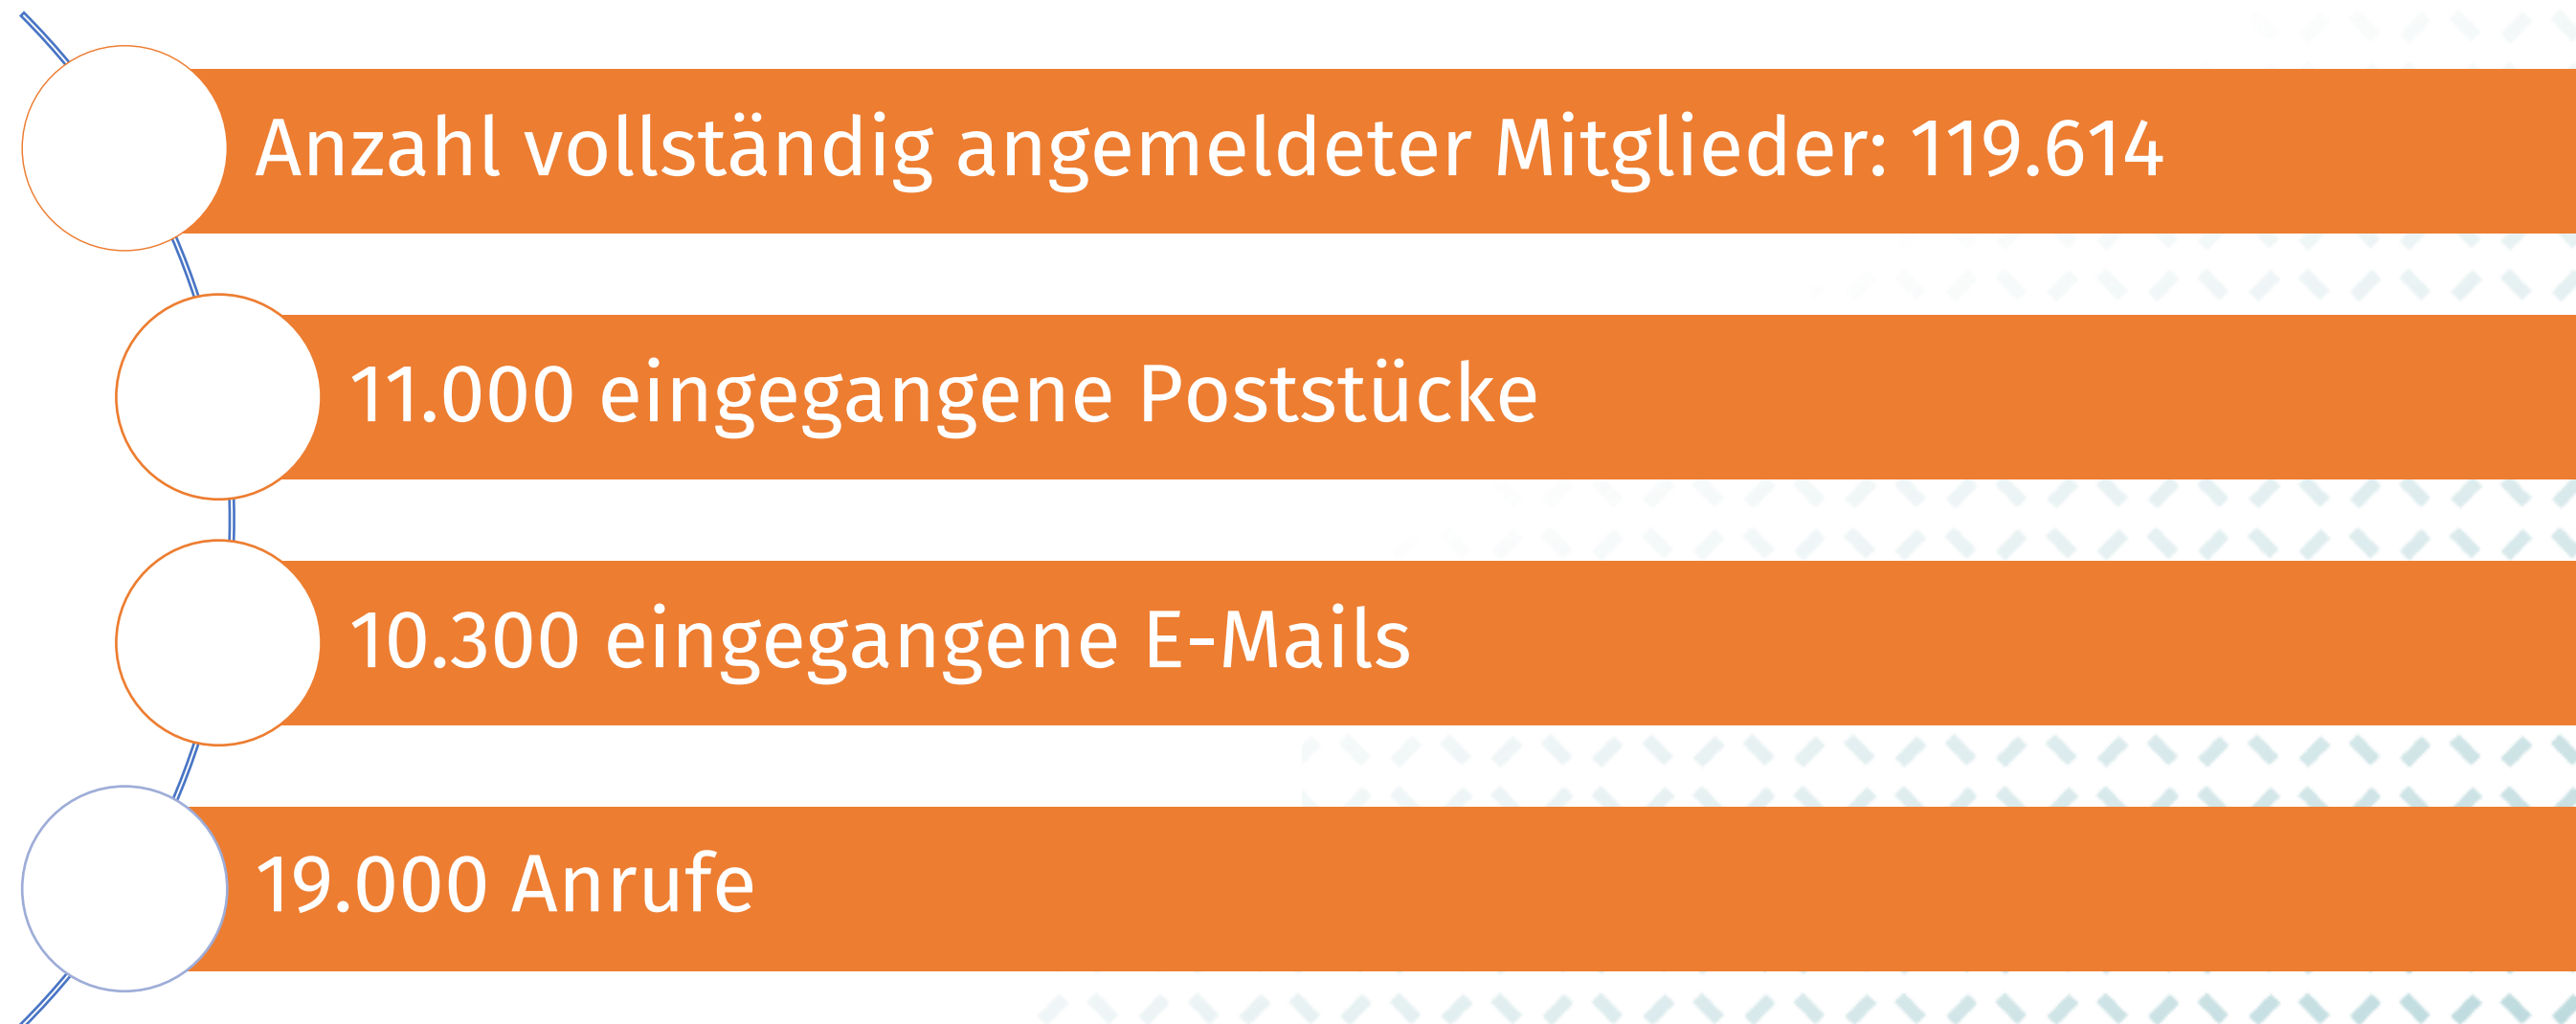 Anzahl vollständig angemeldeter Mitglieder: 119.614
11.000 eingegangene Poststücke
10.300 eingegangene E-Mails
19.000 Anrufe